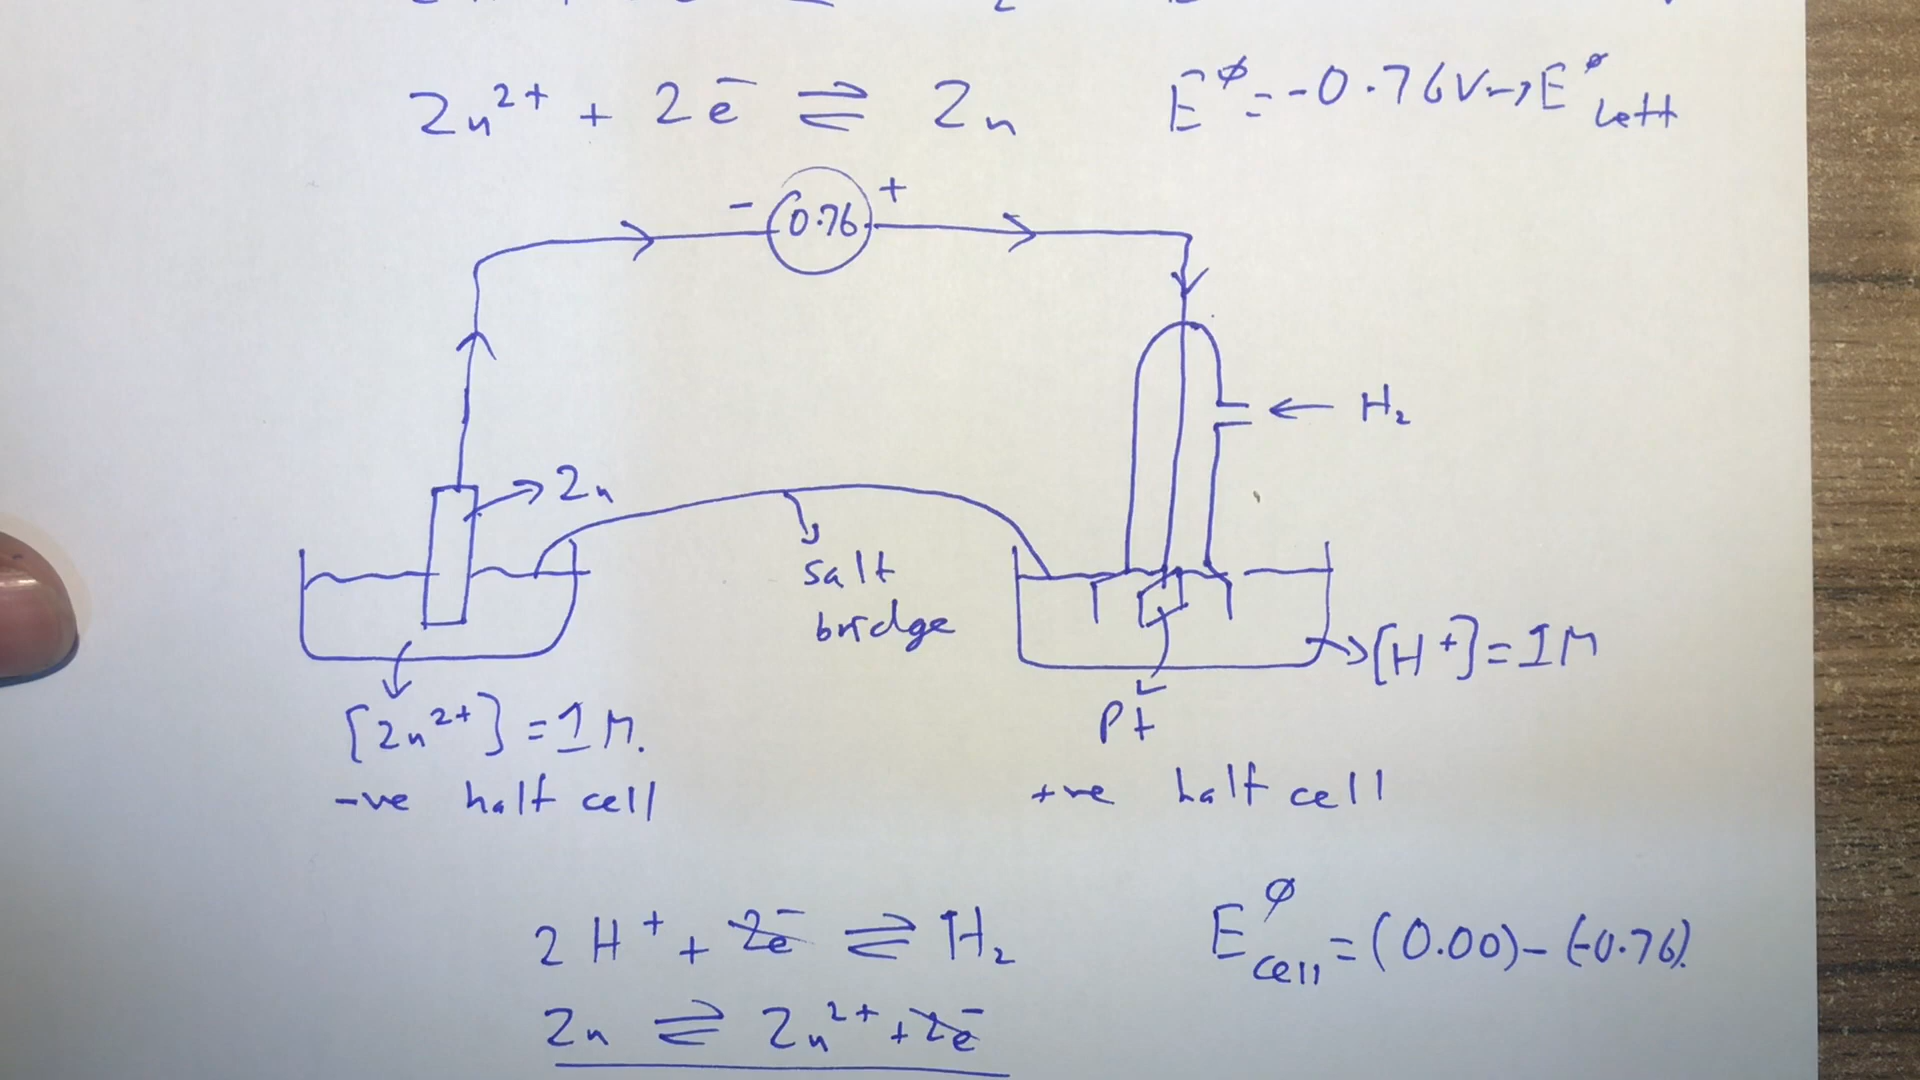 Zn²⁺ + 2e⁻ ⇌ Zn E^ø = -0.76V → E^ø left
- 0.76 +
H₂
Zn
salt
bridge
[H⁺] = 1M
[Zn²⁺] = 1M.
Pt
-ve half cell
+ve half cell
2H⁺ + 2e⁻ ⇌ H₂ E^ø cell = (0.00) - (-0.76).
Zn ⇌ Zn²⁺ + 2e⁻